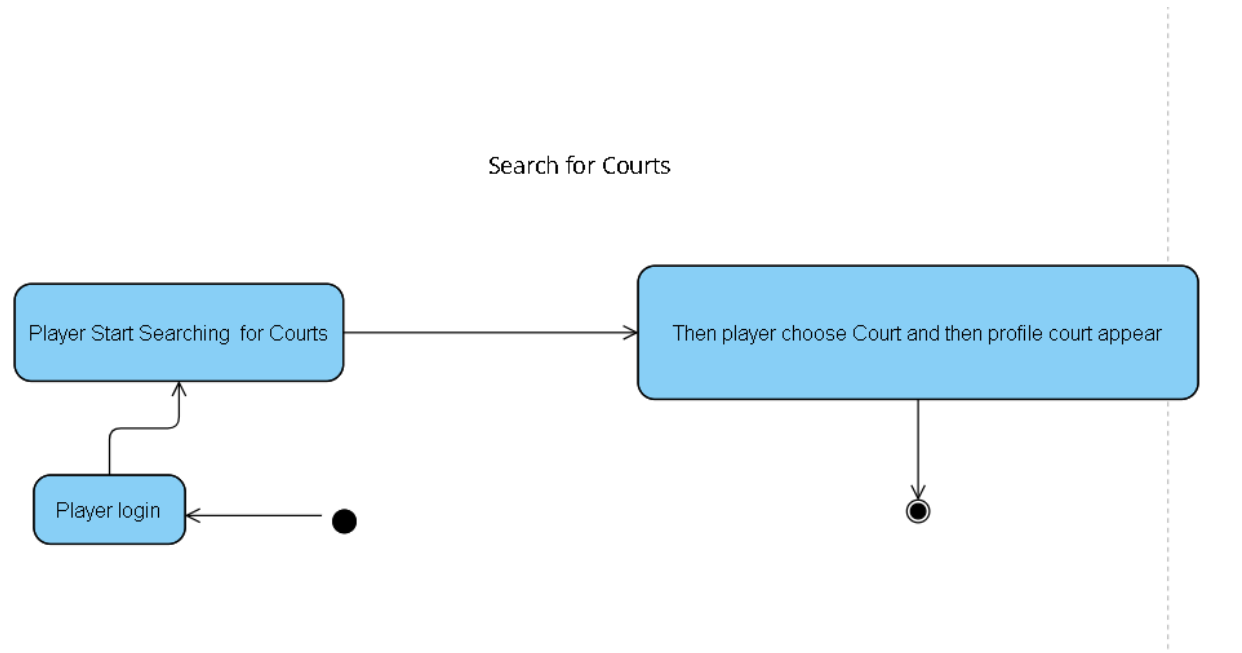 Search for Courts
Player Start Searching  for Courts
Then player choose Court and then profile court appear
Player login